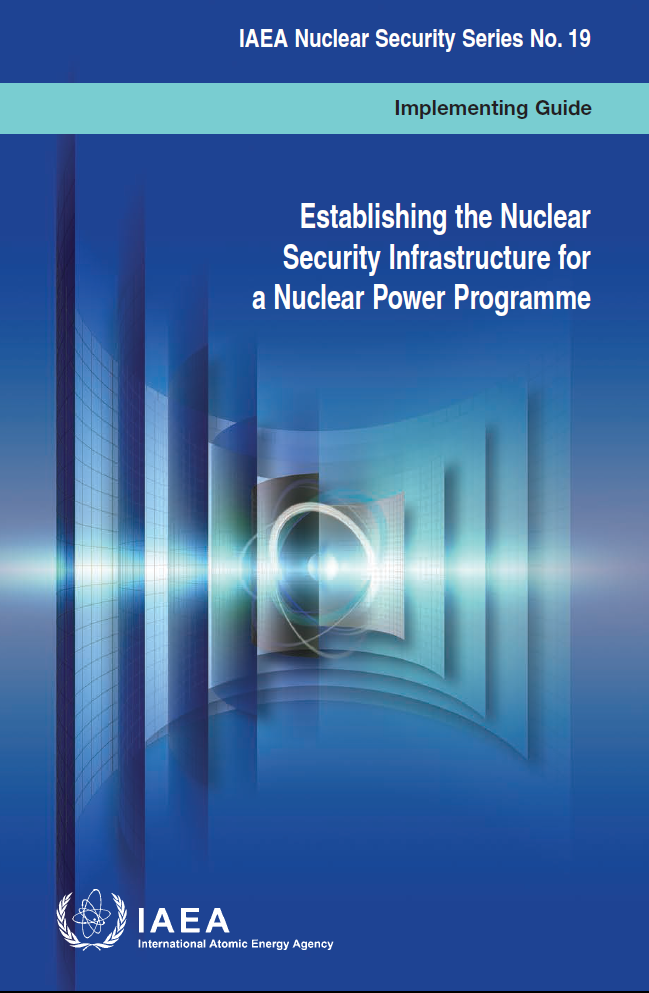 IAEA Nuclear Security Series No. 19
Implementing Guide
Establishing the Nuclear
Security Infrastructure for
a Nuclear Power Programme
IAEA
International Atomic Energy Agency